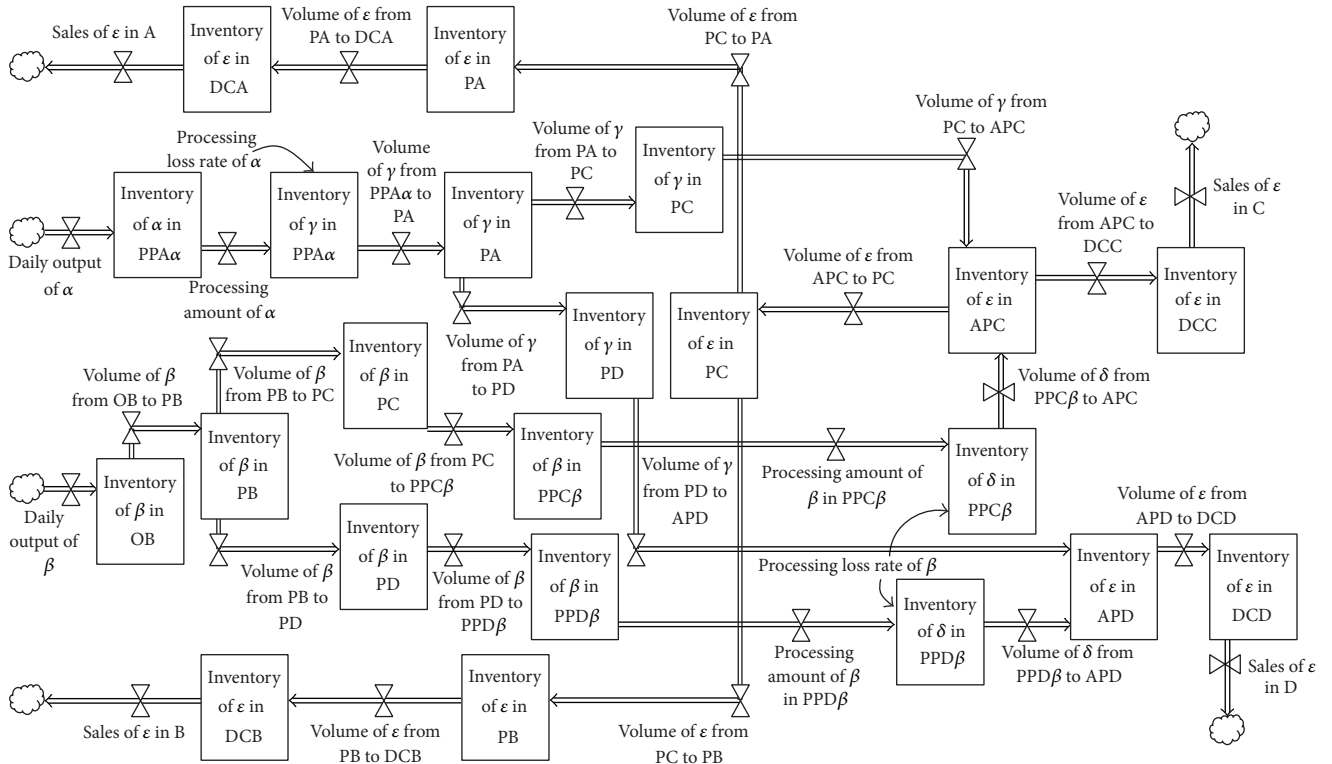 Sales of ε in A
Inventory
of ε in
DCA
Volume of ε from
PA to DCA
Inventory
of ε in
PA
Volume of ε from
PC to PA
Processing
loss rate of α
Volume
of γ from
PPAα to
PA
Volume of γ
from PA to
PC
Inventory
of γ in
PC
Volume of γ from
PC to APC
Daily output
of α
Inventory
of α in
PPAα
Processing
amount of α
Inventory
of γ in
PPAα
Inventory
of γ in
PA
Volume of ε from
APC to PC
Inventory
of ε in
APC
Volume of ε
from APC to
DCC
Sales of ε
in C
Inventory
of ε in
DCC
Volume of β
from OB to PB
Volume of β
from PB to PC
Inventory
of β in
PC
Volume of γ
from PA
to PD
Inventory
of γ in
PD
Inventory
of ε in
PC
Volume of δ from
PPCβ to APC
Daily
output of
β
Inventory
of β in
OB
Inventory
of β in
PB
Volume of β from PC
to PPCβ
Inventory
of β in
PPCβ
Volume of γ
from PD to
APD
Processing amount of
β in PPCβ
Inventory
of δ in
PPCβ
Volume of ε from
APD to DCD
Volume of β
from PB to
PD
Inventory
of β in
PD
Volume of β
from PD to
PPDβ
Inventory
of β in
PPDβ
Processing loss rate of β
Processing
amount of β
in PPDβ
Inventory
of δ in
PPDβ
Volume of δ from
PPDβ to APD
Inventory
of ε in
APD
Inventory
of ε in
DCD
Sales of ε
in D
Sales of ε in B
Inventory
of ε in
DCB
Volume of ε from
PB to DCB
Inventory
of ε in
PB
Volume of ε from
PC to PB